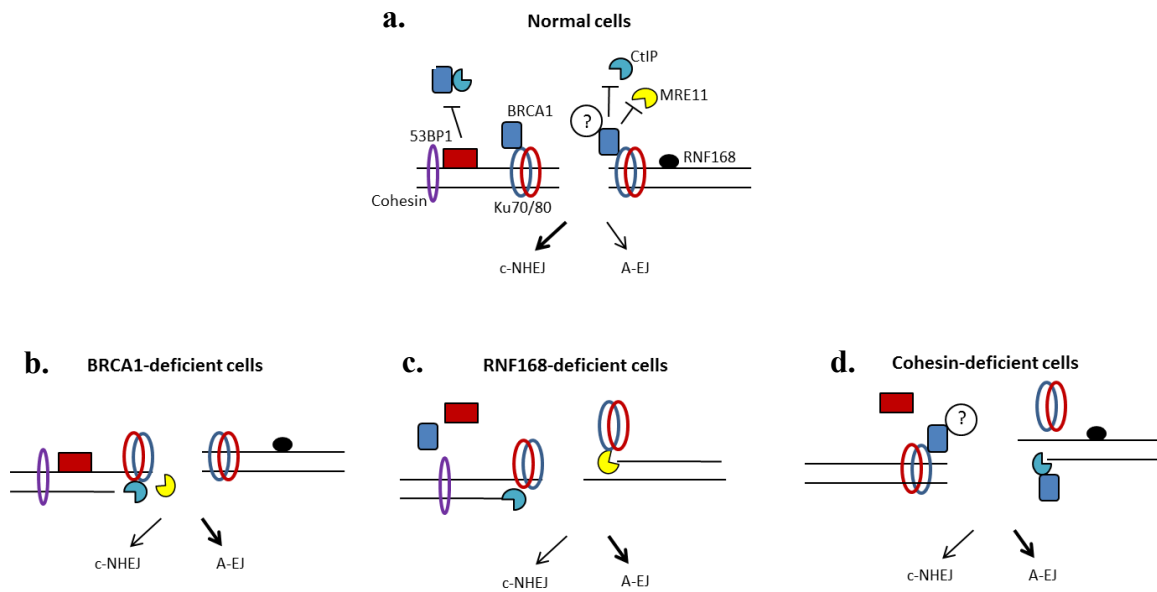 a.
Normal cells
CtIP
MRE11
BRCA1
?
53BP1
RNF168
Cohesin
Ku70/80
c-NHEJ
A-EJ
b.
BRCA1-deficient cells
c-NHEJ
A-EJ
c.
RNF168-deficient cells
c-NHEJ
A-EJ
d.
Cohesin-deficient cells
?
c-NHEJ
A-EJ